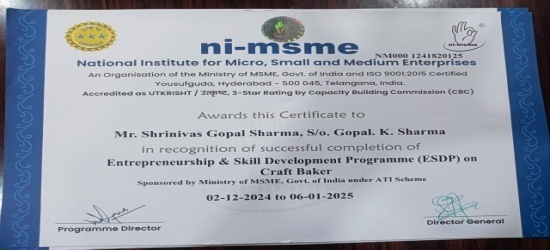 ni-msme
NM000 1241820125
National Institute for Micro, Small and Medium Enterprises
An Organisation of the Ministry of MSME, Govt. of India and ISO 9001:2015 Certified
Yousufguda, Hyderabad - 500 045, Telangana, India.
Accredited as UTKRISHT / उत्कृष्ट, 3-Star Rating by Capacity Building Commission (CBC)
Awards this Certificate to
Mr. Shrinivas Gopal Sharma, S/o. Gopal. K. Sharma
in recognition of successful completion of
Entrepreneurship & Skill Development Programme (ESDP) on
Craft Baker
Sponsored by Ministry of MSME, Govt. of India under ATI Scheme
02-12-2024 to 06-01-2025
Programme Director
Director General